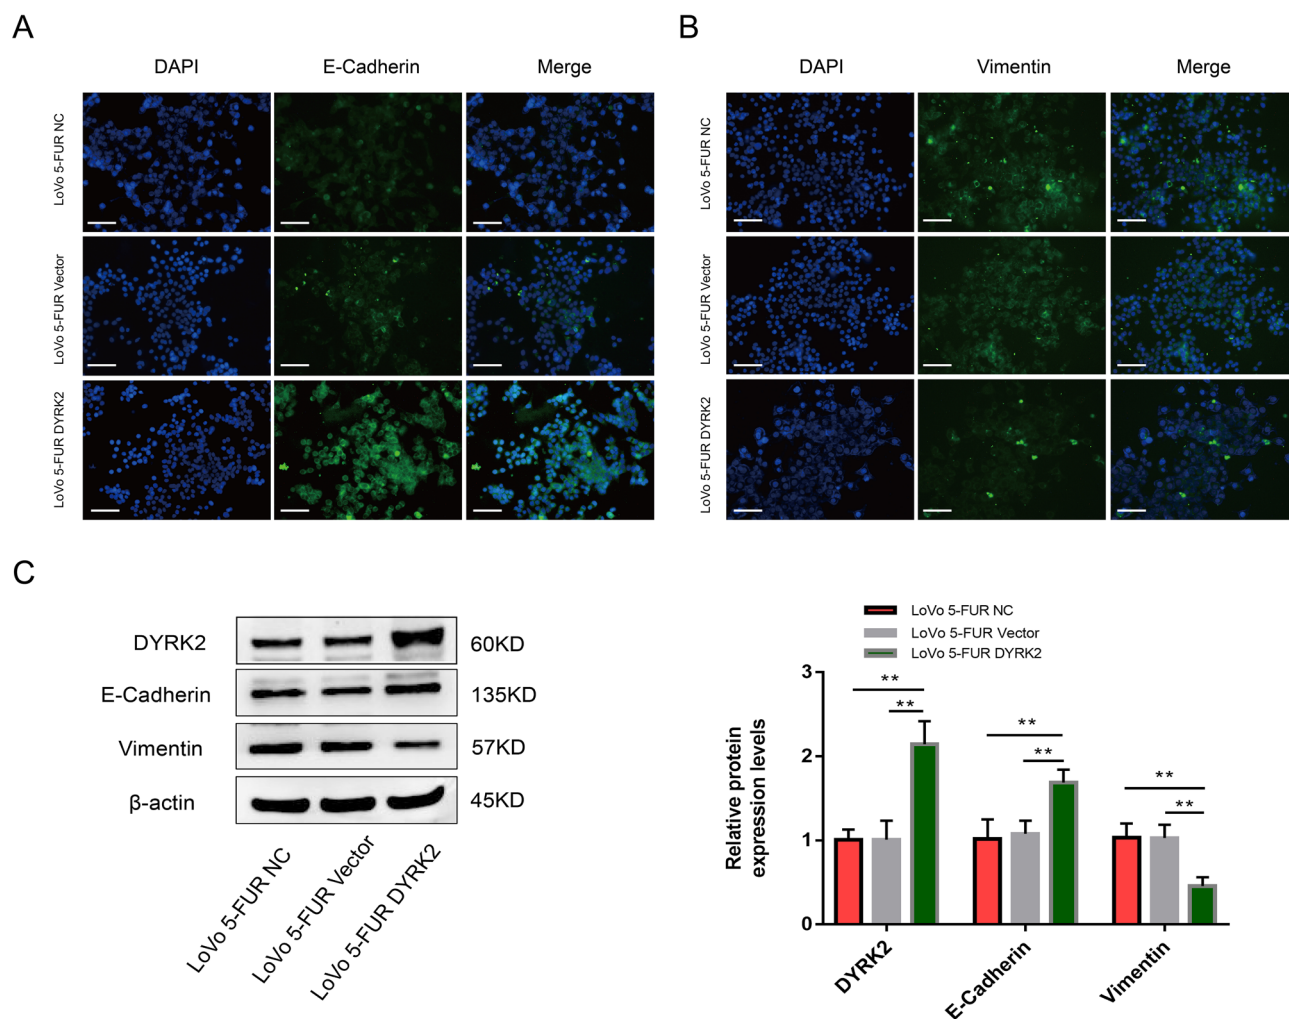 A
B
DAPI E-Cadherin Merge
DAPI Vimentin Merge
LoVo 5-FUR NC
LoVo 5-FUR Vector
LoVo 5-FUR DYRK2
LoVo 5-FUR NC
LoVo 5-FUR Vector
LoVo 5-FUR DYRK2
C
DYRK2 60KD
E-Cadherin 135KD
Vimentin 57KD
β-actin 45KD
LoVo 5-FUR NC
LoVo 5-FUR Vector
LoVo 5-FUR DYRK2
LoVo 5-FUR NC
LoVo 5-FUR Vector
LoVo 5-FUR DYRK2
Relative protein
expression levels
3
2
1
0
**
**
**
**
**
**
DYRK2
E-Cadherin
Vimentin